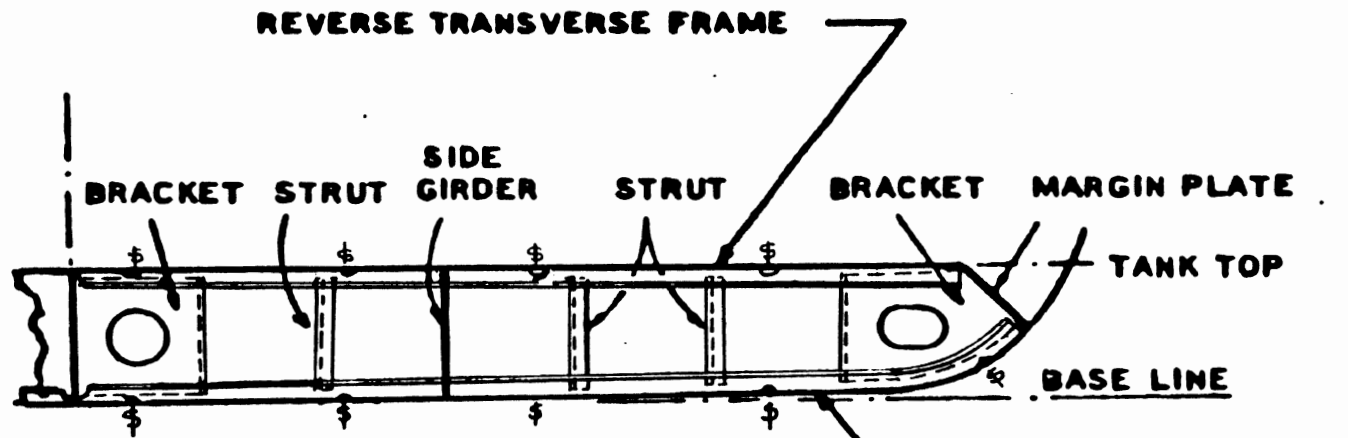 REVERSE TRANSVERSE FRAME
SIDE
BRACKET STRUT GIRDER STRUT BRACKET MARGIN PLATE
$ $ $ $
TANK TOP
BASE LINE
$ $ $ $